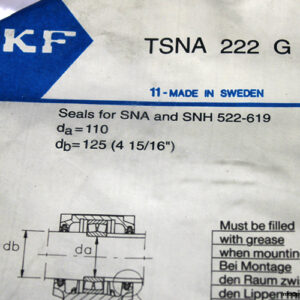 KF
TSNA 222 G
11-MADE IN SWEDEN
Seals for SNA and SNH 522-619
da=110
db=125 (4 15/16")
db
da
Must be filled
with grease
when mountin
Bei Montage
den Raum zwi
den Lippen m